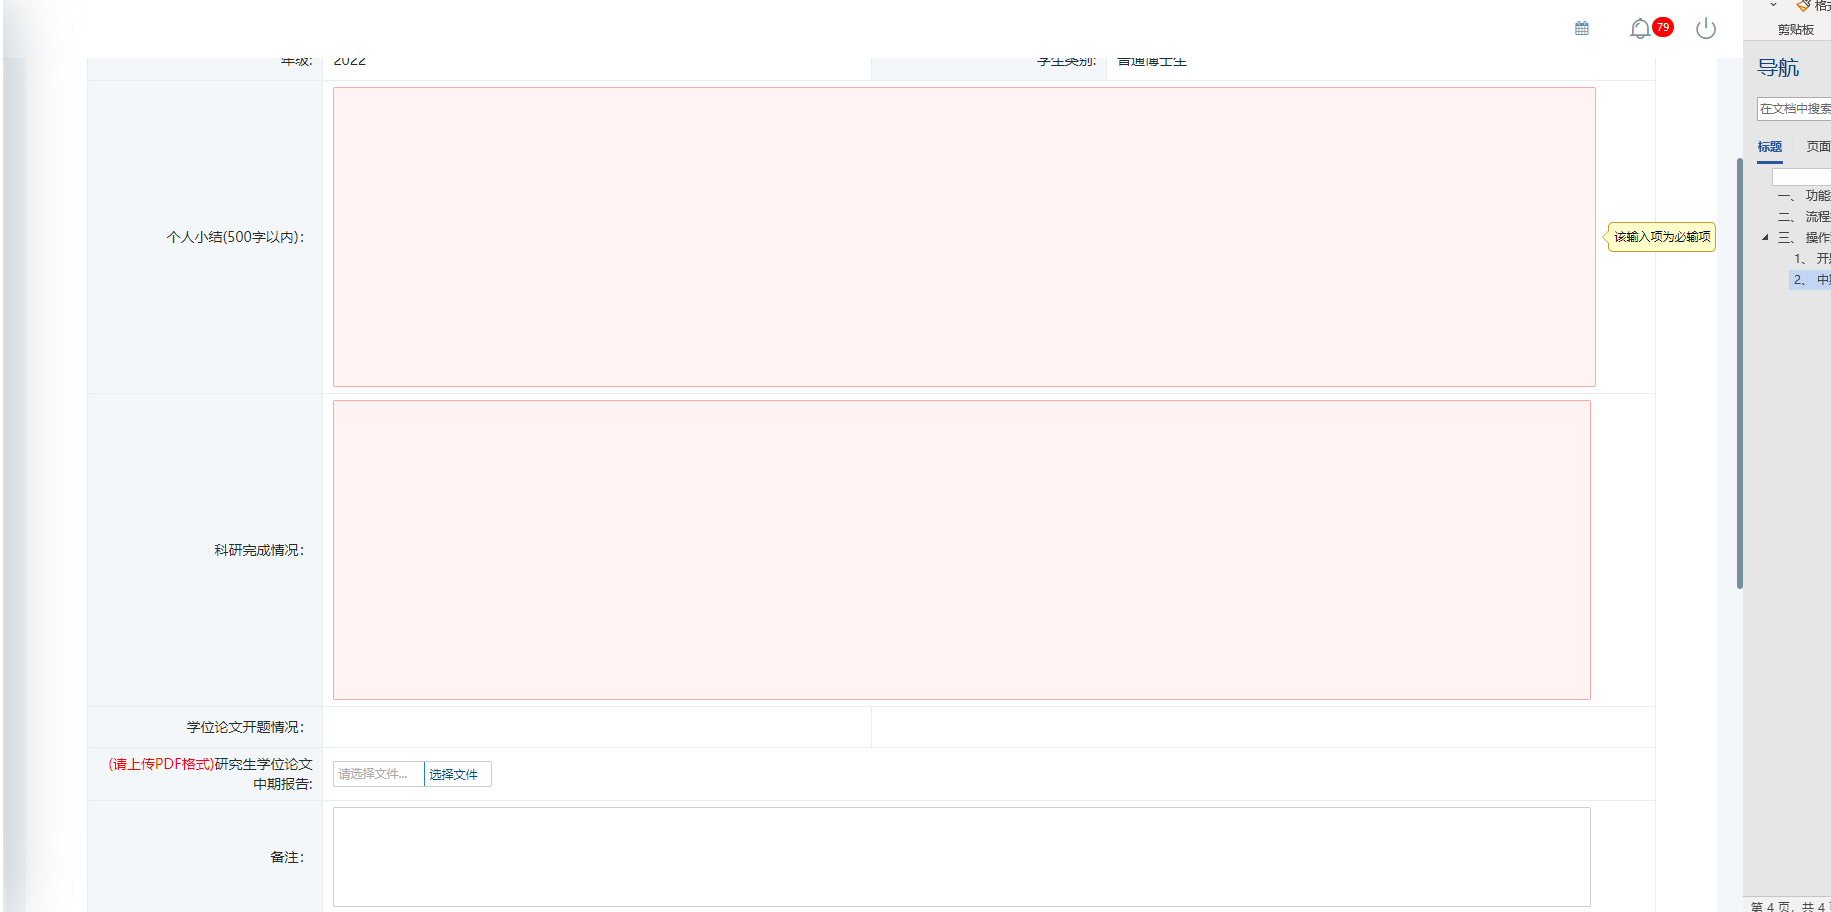 79
剪贴板
导航
年级: 2022 学生类别: 普通博士生
在文档中搜索
标题 页面
一、 功能
二、 流程
个人小结(500字以内): 该输入项为必输项
三、 操作
1、 开
2、 中
科研完成情况:
学位论文开题情况:
(请上传PDF格式)研究生学位论文
中期报告:
请选择文件... 选择文件
备注:
第 4 页，共 4